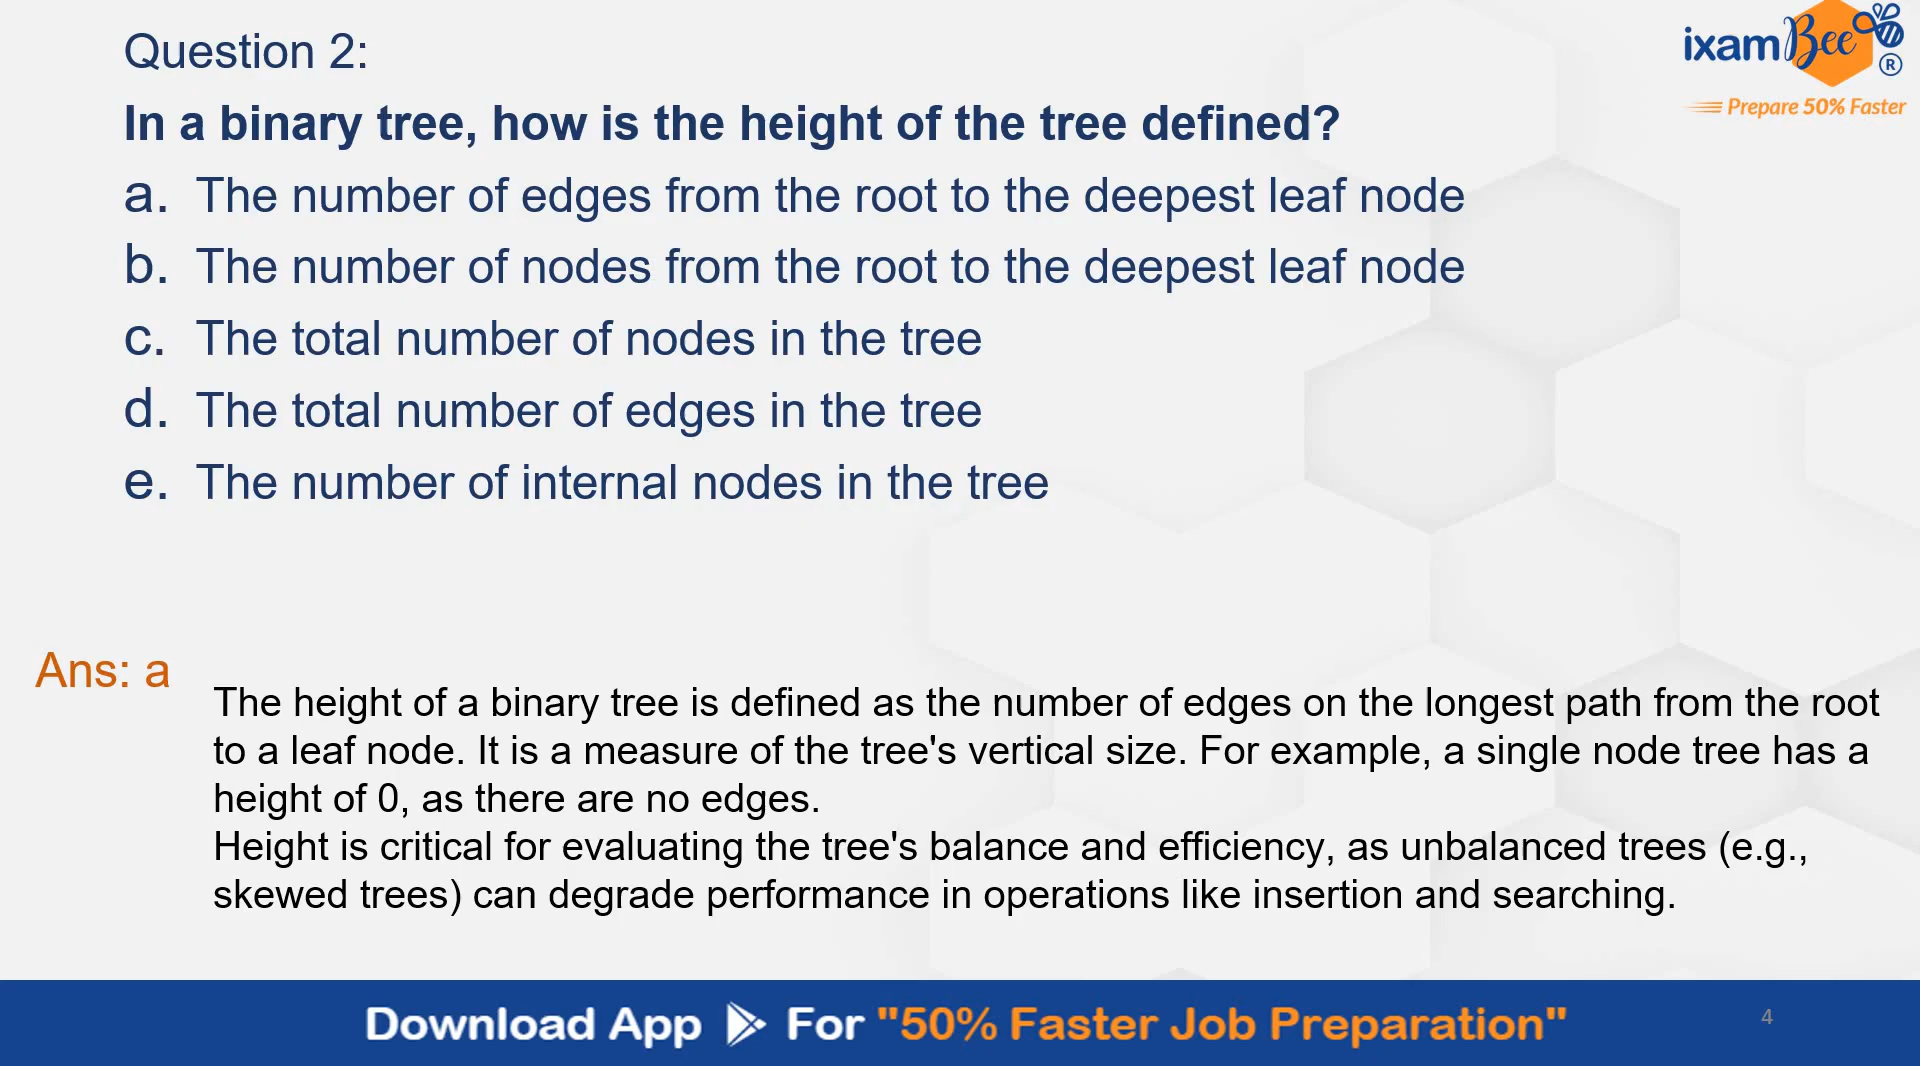 Question 2:
ixamBee®
Prepare 50% Faster
In a binary tree, how is the height of the tree defined?
a. The number of edges from the root to the deepest leaf node
b. The number of nodes from the root to the deepest leaf node
c. The total number of nodes in the tree
d. The total number of edges in the tree
e. The number of internal nodes in the tree
Ans: a
The height of a binary tree is defined as the number of edges on the longest path from the root
to a leaf node. It is a measure of the tree's vertical size. For example, a single node tree has a
height of 0, as there are no edges.
Height is critical for evaluating the tree's balance and efficiency, as unbalanced trees (e.g.,
skewed trees) can degrade performance in operations like insertion and searching.
Download App For "50% Faster Job Preparation"
4